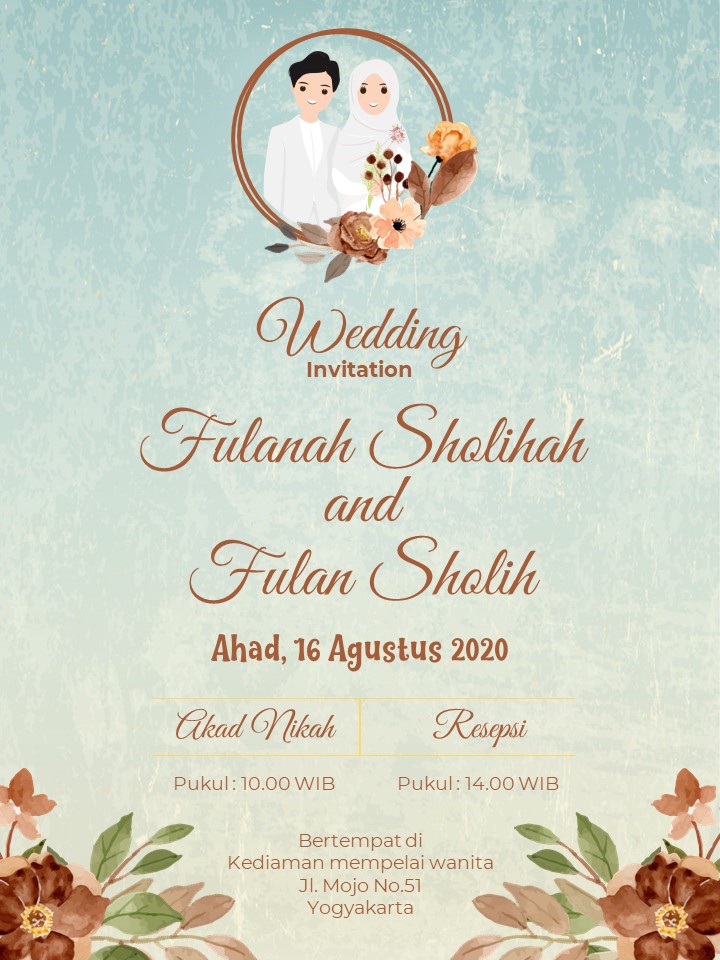 Wedding
Invitation
Fulanah Sholihah
and
Fulan Sholih
Ahad, 16 Agustus 2020
Akad Nikah
Resepsi
Pukul : 10.00 WIB
Pukul : 14.00 WIB
Bertempat di
Kediaman mempelai wanita
Jl. Mojo No.51
Yogyakarta